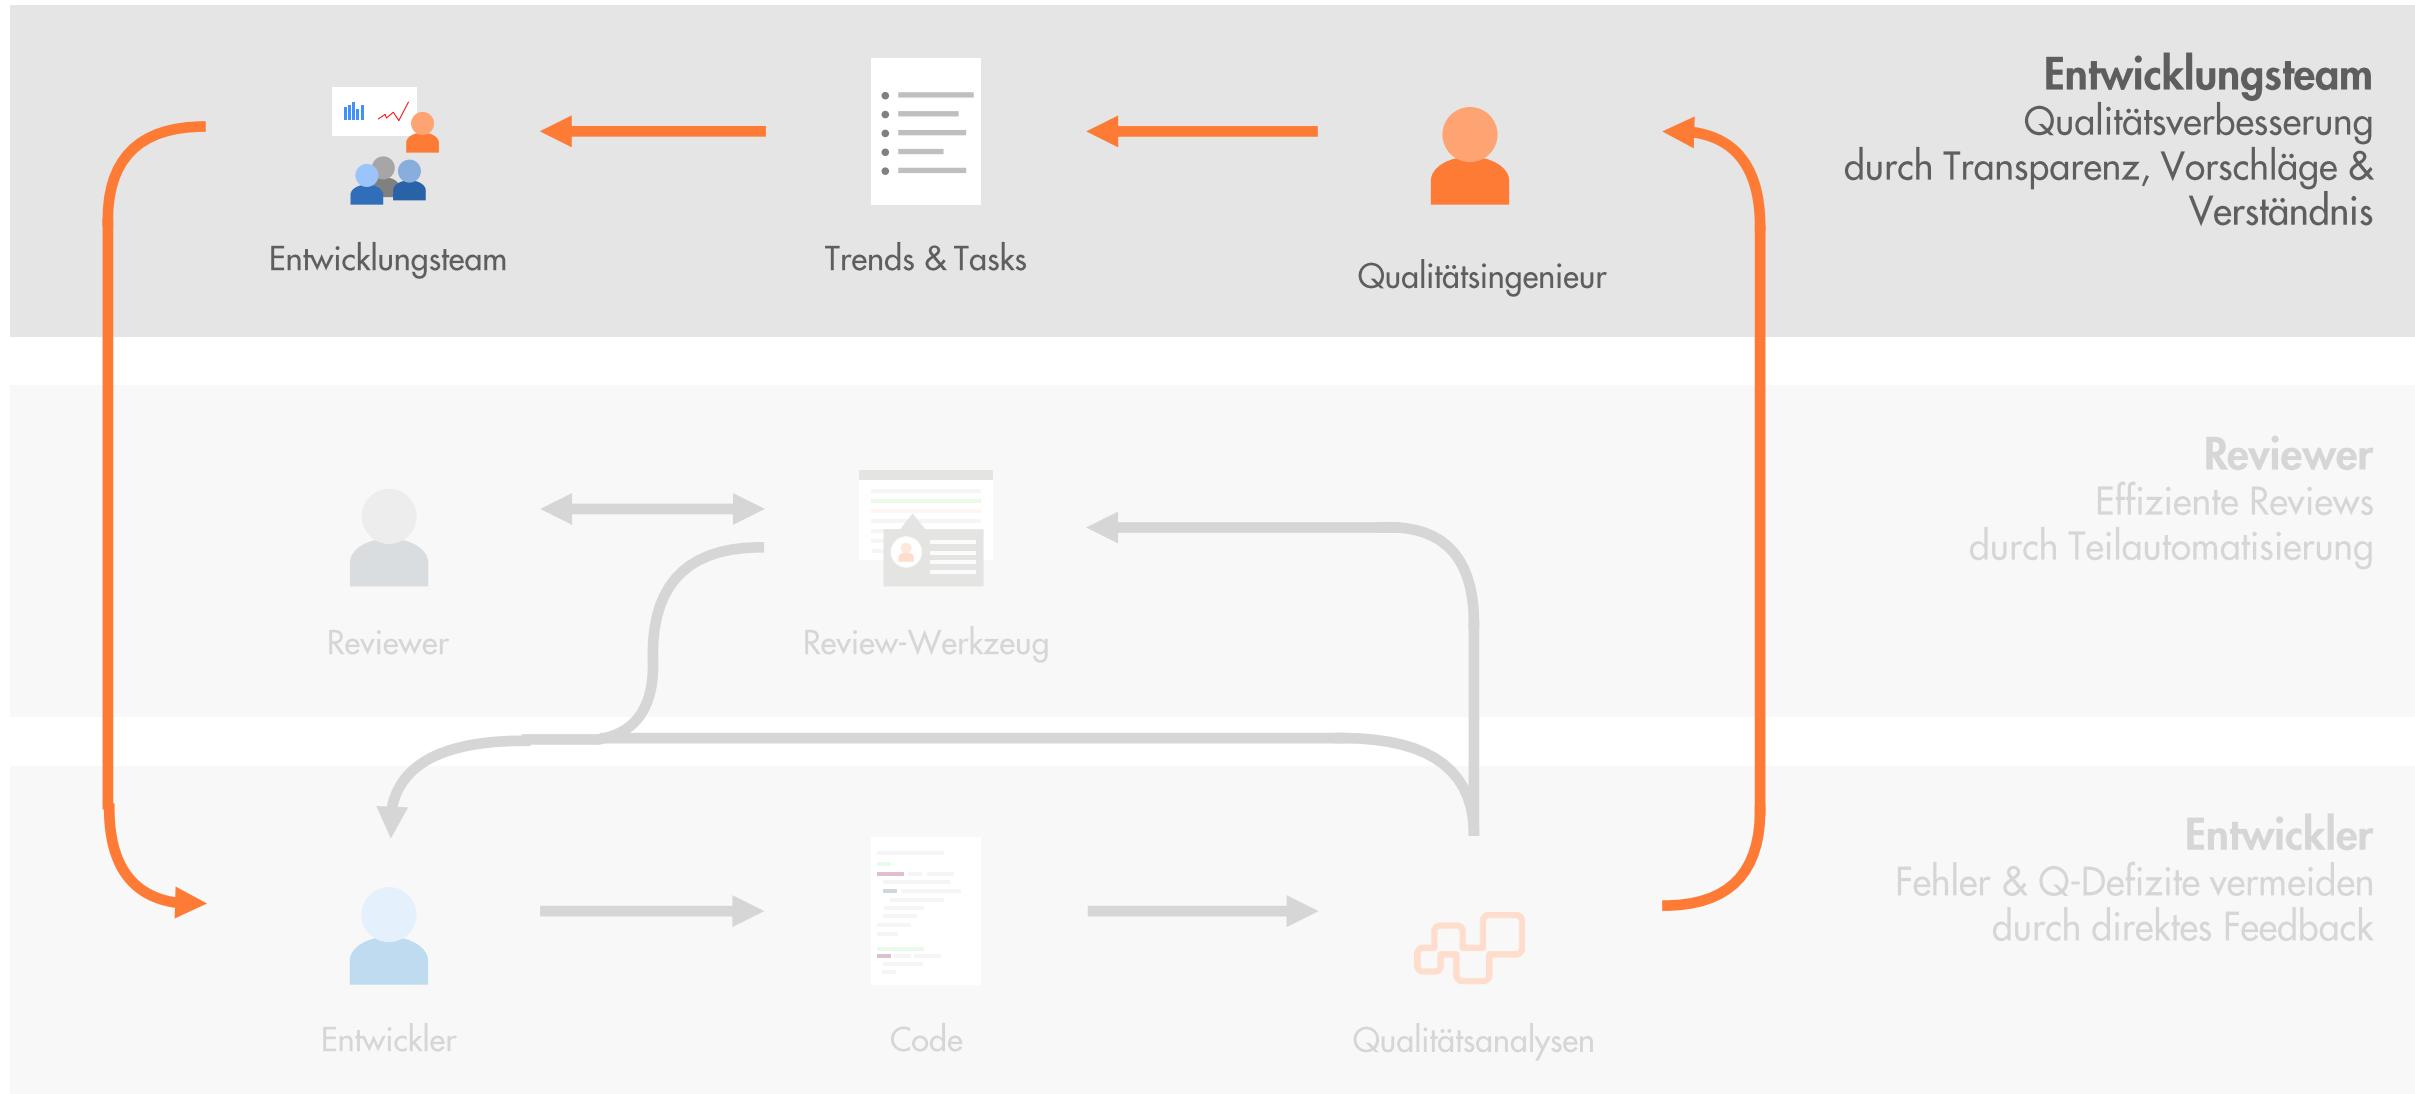 Entwicklungsteam
Qualitätsverbesserung
durch Transparenz, Vorschläge &
Verständnis
Entwicklungsteam
Trends & Tasks
Qualitätsingenieur
Reviewer
Effiziente Reviews
durch Teilautomatisierung
Reviewer
Review-Werkzeug
Entwickler
Fehler & Q-Defizite vermeiden
durch direktes Feedback
Entwickler
Code
Qualitätsanalysen